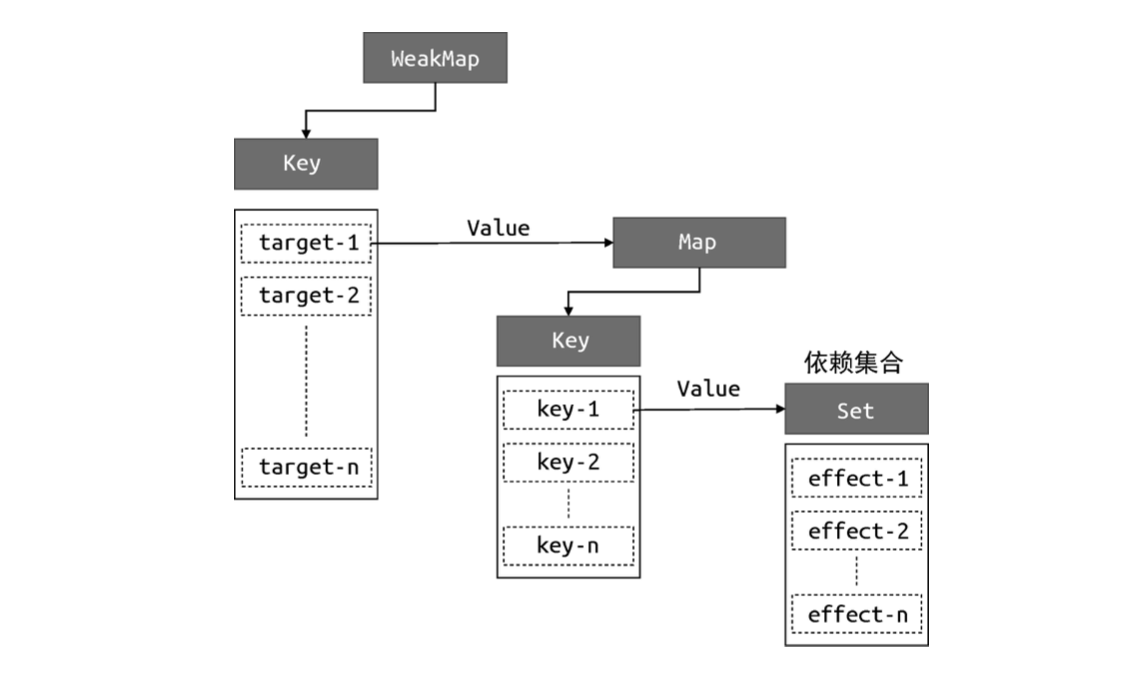 WeakMap
Key
target-1
target-2
target-n
Value
Map
Key
key-1
key-2
key-n
Value
依赖集合
Set
effect-1
effect-2
effect-n